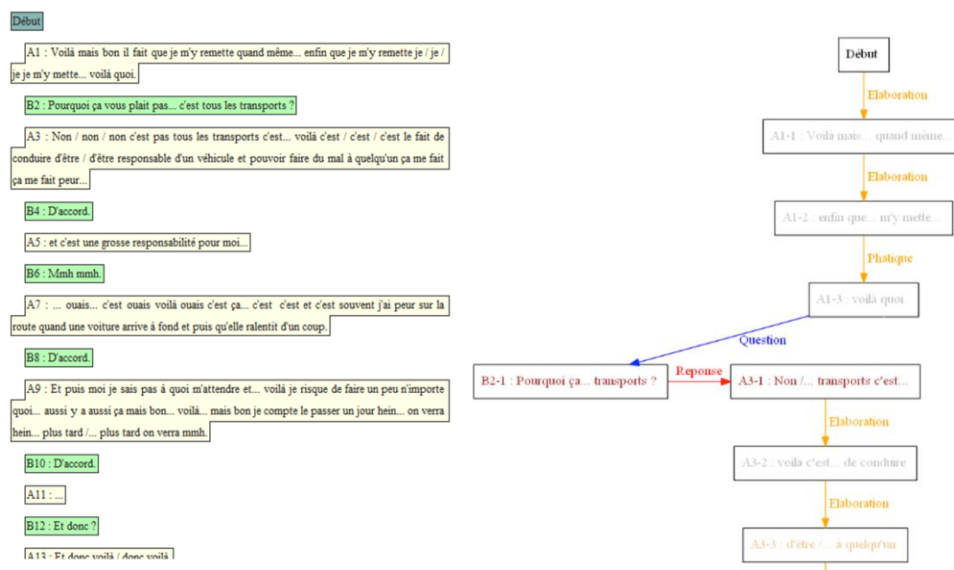 Début
A1 : Voilà mais bon il fait que je m'y remette quand même... enfin que je m'y remette je / je /
je je m'y mette... voilà quoi.
B2 : Pourquoi ça vous plait pas... c'est tous les transports ?
A3 : Non / non / non c'est pas tous les transports c'est... voilà c'est / c'est / c'est le fait de
conduire d'être / d'être responsable d'un véhicule et pouvoir faire du mal à quelqu'un ça me fait
ça me fait peur...
B4 : D'accord.
A5 : et c'est une grosse responsabilité pour moi...
B6 : Mmh mmh.
A7 : ... ouais... c'est ouais voilà ouais c'est ça... c'est c'est et c'est souvent j'ai peur sur la
route quand une voiture arrive à fond et puis qu'elle ralentit d'un coup.
B8 : D'accord.
A9 : Et puis moi je sais pas à quoi m'attendre et... voilà je risque de faire un peu n'importe
quoi... aussi y a aussi ça mais bon... voilà... mais bon je compte le passer un jour hein... on verra
hein... plus tard /... plus tard on verra mmh.
B10 : D'accord.
A11 : ...
B12 : Et donc ?
A13 : Et donc voilà / donc voilà
Début
Elaboration
A1-1 : Voilà mais... quand même...
Elaboration
A1-2 : enfin que... m'y mette...
Phatique
A1-3 : voilà quoi.
Question
B2-1 : Pourquoi ça... transports ?
Reponse
A3-1 : Non /... transports c'est...
Elaboration
A3-2 : voilà c'est... de conduire
Elaboration
A3-3 : d'être /... a quelqu'un